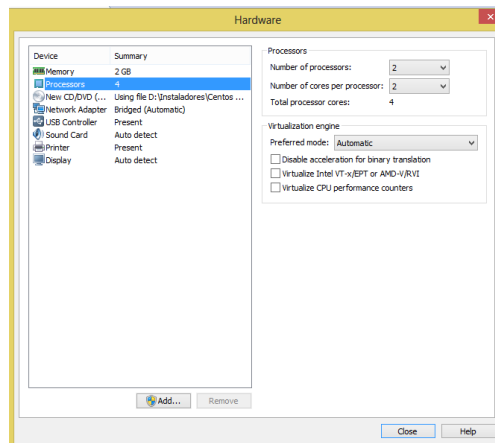 Hardware
Device Summary
Memory 2 GB
Processors 4
New CD/DVD (... Using file D:\Instaladores\Centos ...
Network Adapter Bridged (Automatic)
USB Controller Present
Sound Card Auto detect
Printer Present
Display Auto detect
Add... Remove
Processors
Number of processors: 2
Number of cores per processor: 2
Total processor cores: 4
Virtualization engine
Preferred mode: Automatic
Disable acceleration for binary translation
Virtualize Intel VT-x/EPT or AMD-V/RVI
Virtualize CPU performance counters
Close Help